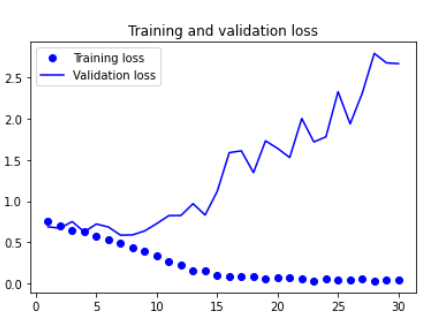 Training and validation loss
Training loss
Validation loss
2.5
2.0
1.5
1.0
0.5
0.0
0 5 10 15 20 25 30